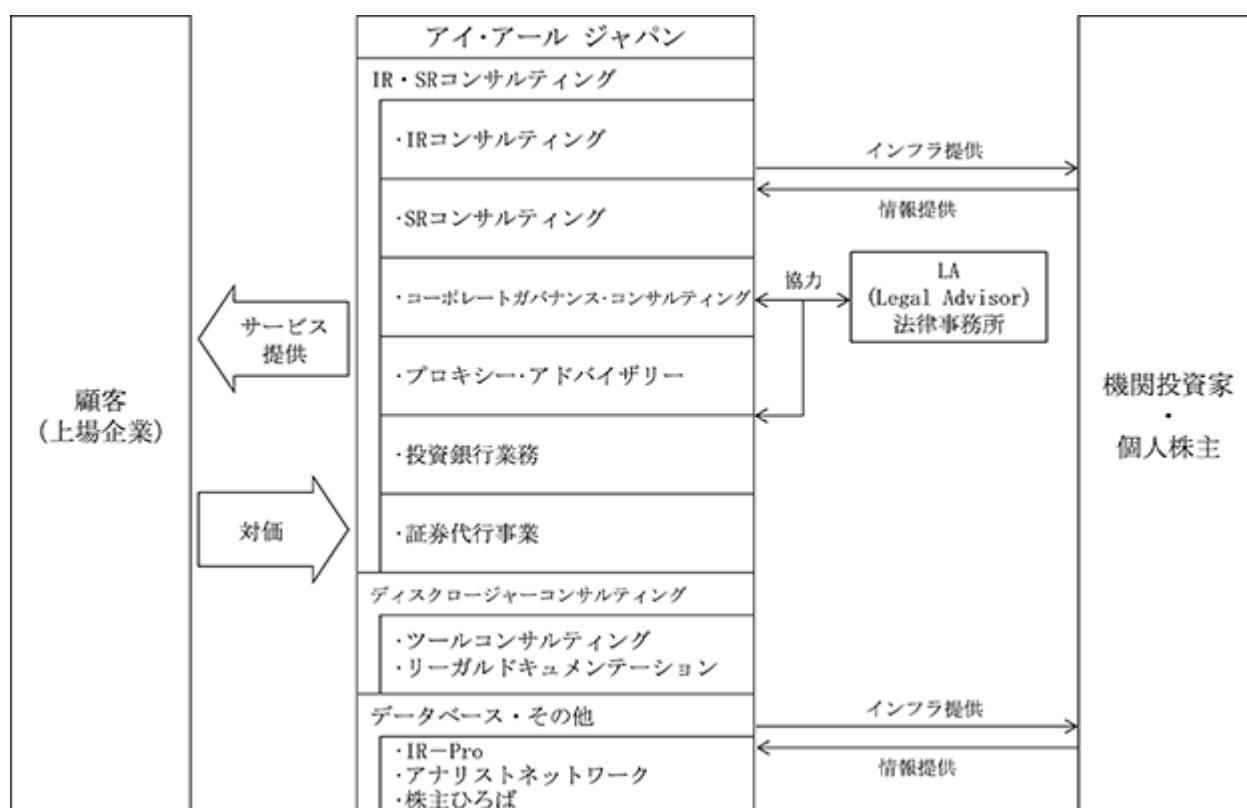 アイ・アール ジャパン
IR・SRコンサルティング
・IRコンサルティング
・SRコンサルティング
・コーポレートガバナンス・コンサルティング
・プロキシー・アドバイザリー
・投資銀行業務
・証券代行事業
ディスクロージャーコンサルティング
・ツールコンサルティング
・リーガルドキュメンテーション
データベース・その他
・IR－Pro
・アナリストネットワーク
・株主ひろば
顧客
(上場企業)
サービス
提供
対価
インフラ提供
情報提供
協力
LA
(Legal Advisor)
法律事務所
機関投資家
・
個人株主
インフラ提供
情報提供